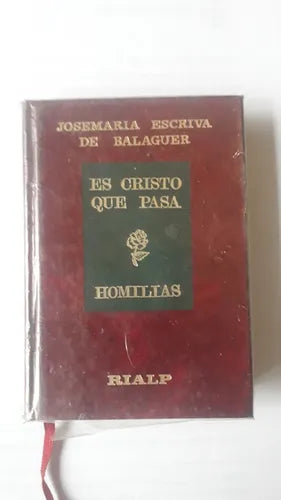 JOSEMARIA ESCRIVA
DE BALAGUER
ES CRISTO
QUE PASA
HOMILIAS
RIALP